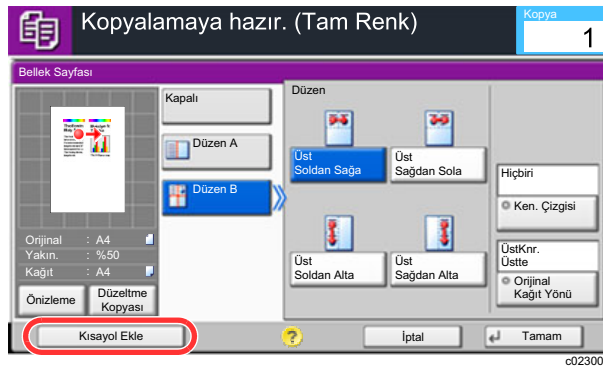 Kopyalamaya hazır. (Tam Renk)
Kopya
1
Bellek Sayfası
Kapalı
Düzen A
Düzen B
Düzen
Üst
Soldan Sağa
Üst
Sağdan Sola
Üst
Soldan Alta
Üst
Sağdan Alta
Hiçbiri
Ken. Çizgisi
ÜstKnr.
Üstte
Orijinal
Kağıt Yönü
Orijinal : A4
Yakın. : %50
Kağıt : A4
Önizleme
Düzeltme
Kopyası
Kısayol Ekle
?
İptal
Tamam
c02300